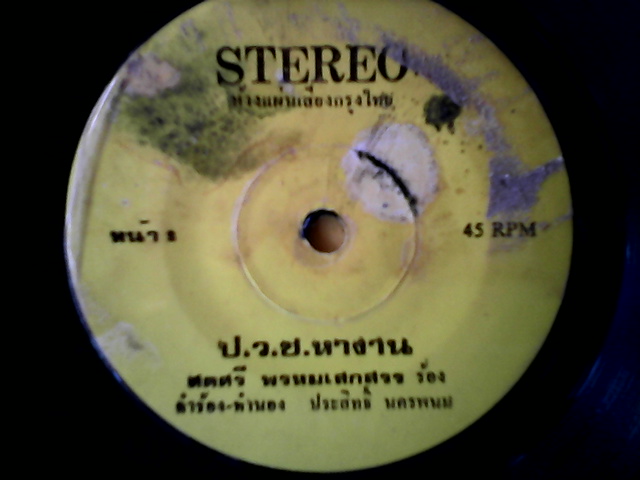 STEREO
ห้างแผ่นเสียงกรุงไทย
หน้า
45 RPM
ป.ว.ช.หางาน
สดศรี พรหมเสกสรร ร้อง
คำร้อง-ทำนอง ประสิทธิ์ นครพนม